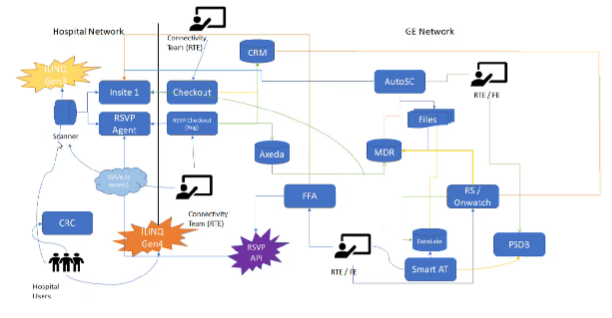 Hospital Network
Connectivity
Team (RTE)
GE Network
CRM
ILINQ
Gen3
Insite 1
Checkout
AutoSC
RTE / FE
RSVP
Agent
RSVP Checkout
Files
Scanner
Axeda
MDR
FFA
RS /
Onwatch
CRC
Connectivity
Team (RTE)
ILINQ
Gen4
RSVP
API
DataLake
PSDB
RTE / FE
Smart AT
Hospital
Users